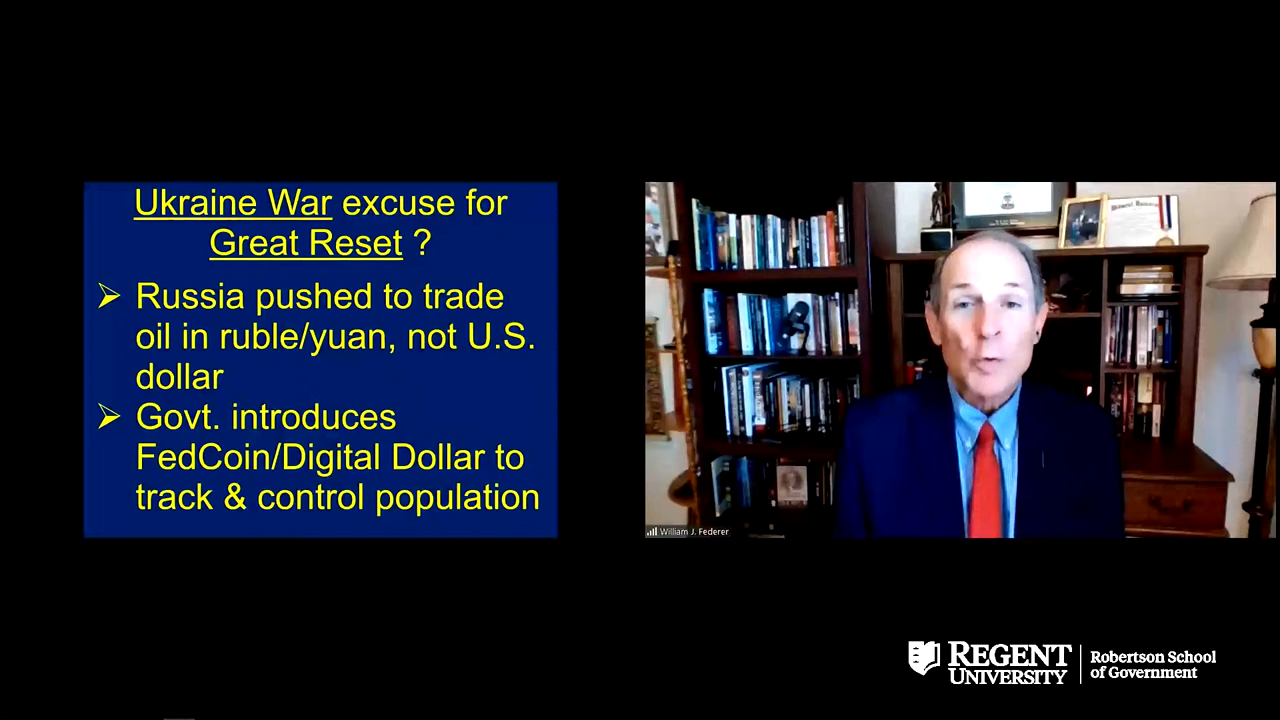 Ukraine War excuse for
Great Reset ?
➢ Russia pushed to trade
oil in ruble/yuan, not U.S.
dollar
➢ Govt. introduces
FedCoin/Digital Dollar to
track & control population
William J. Federer
REGENT
UNIVERSITY
Robertson School
of Government